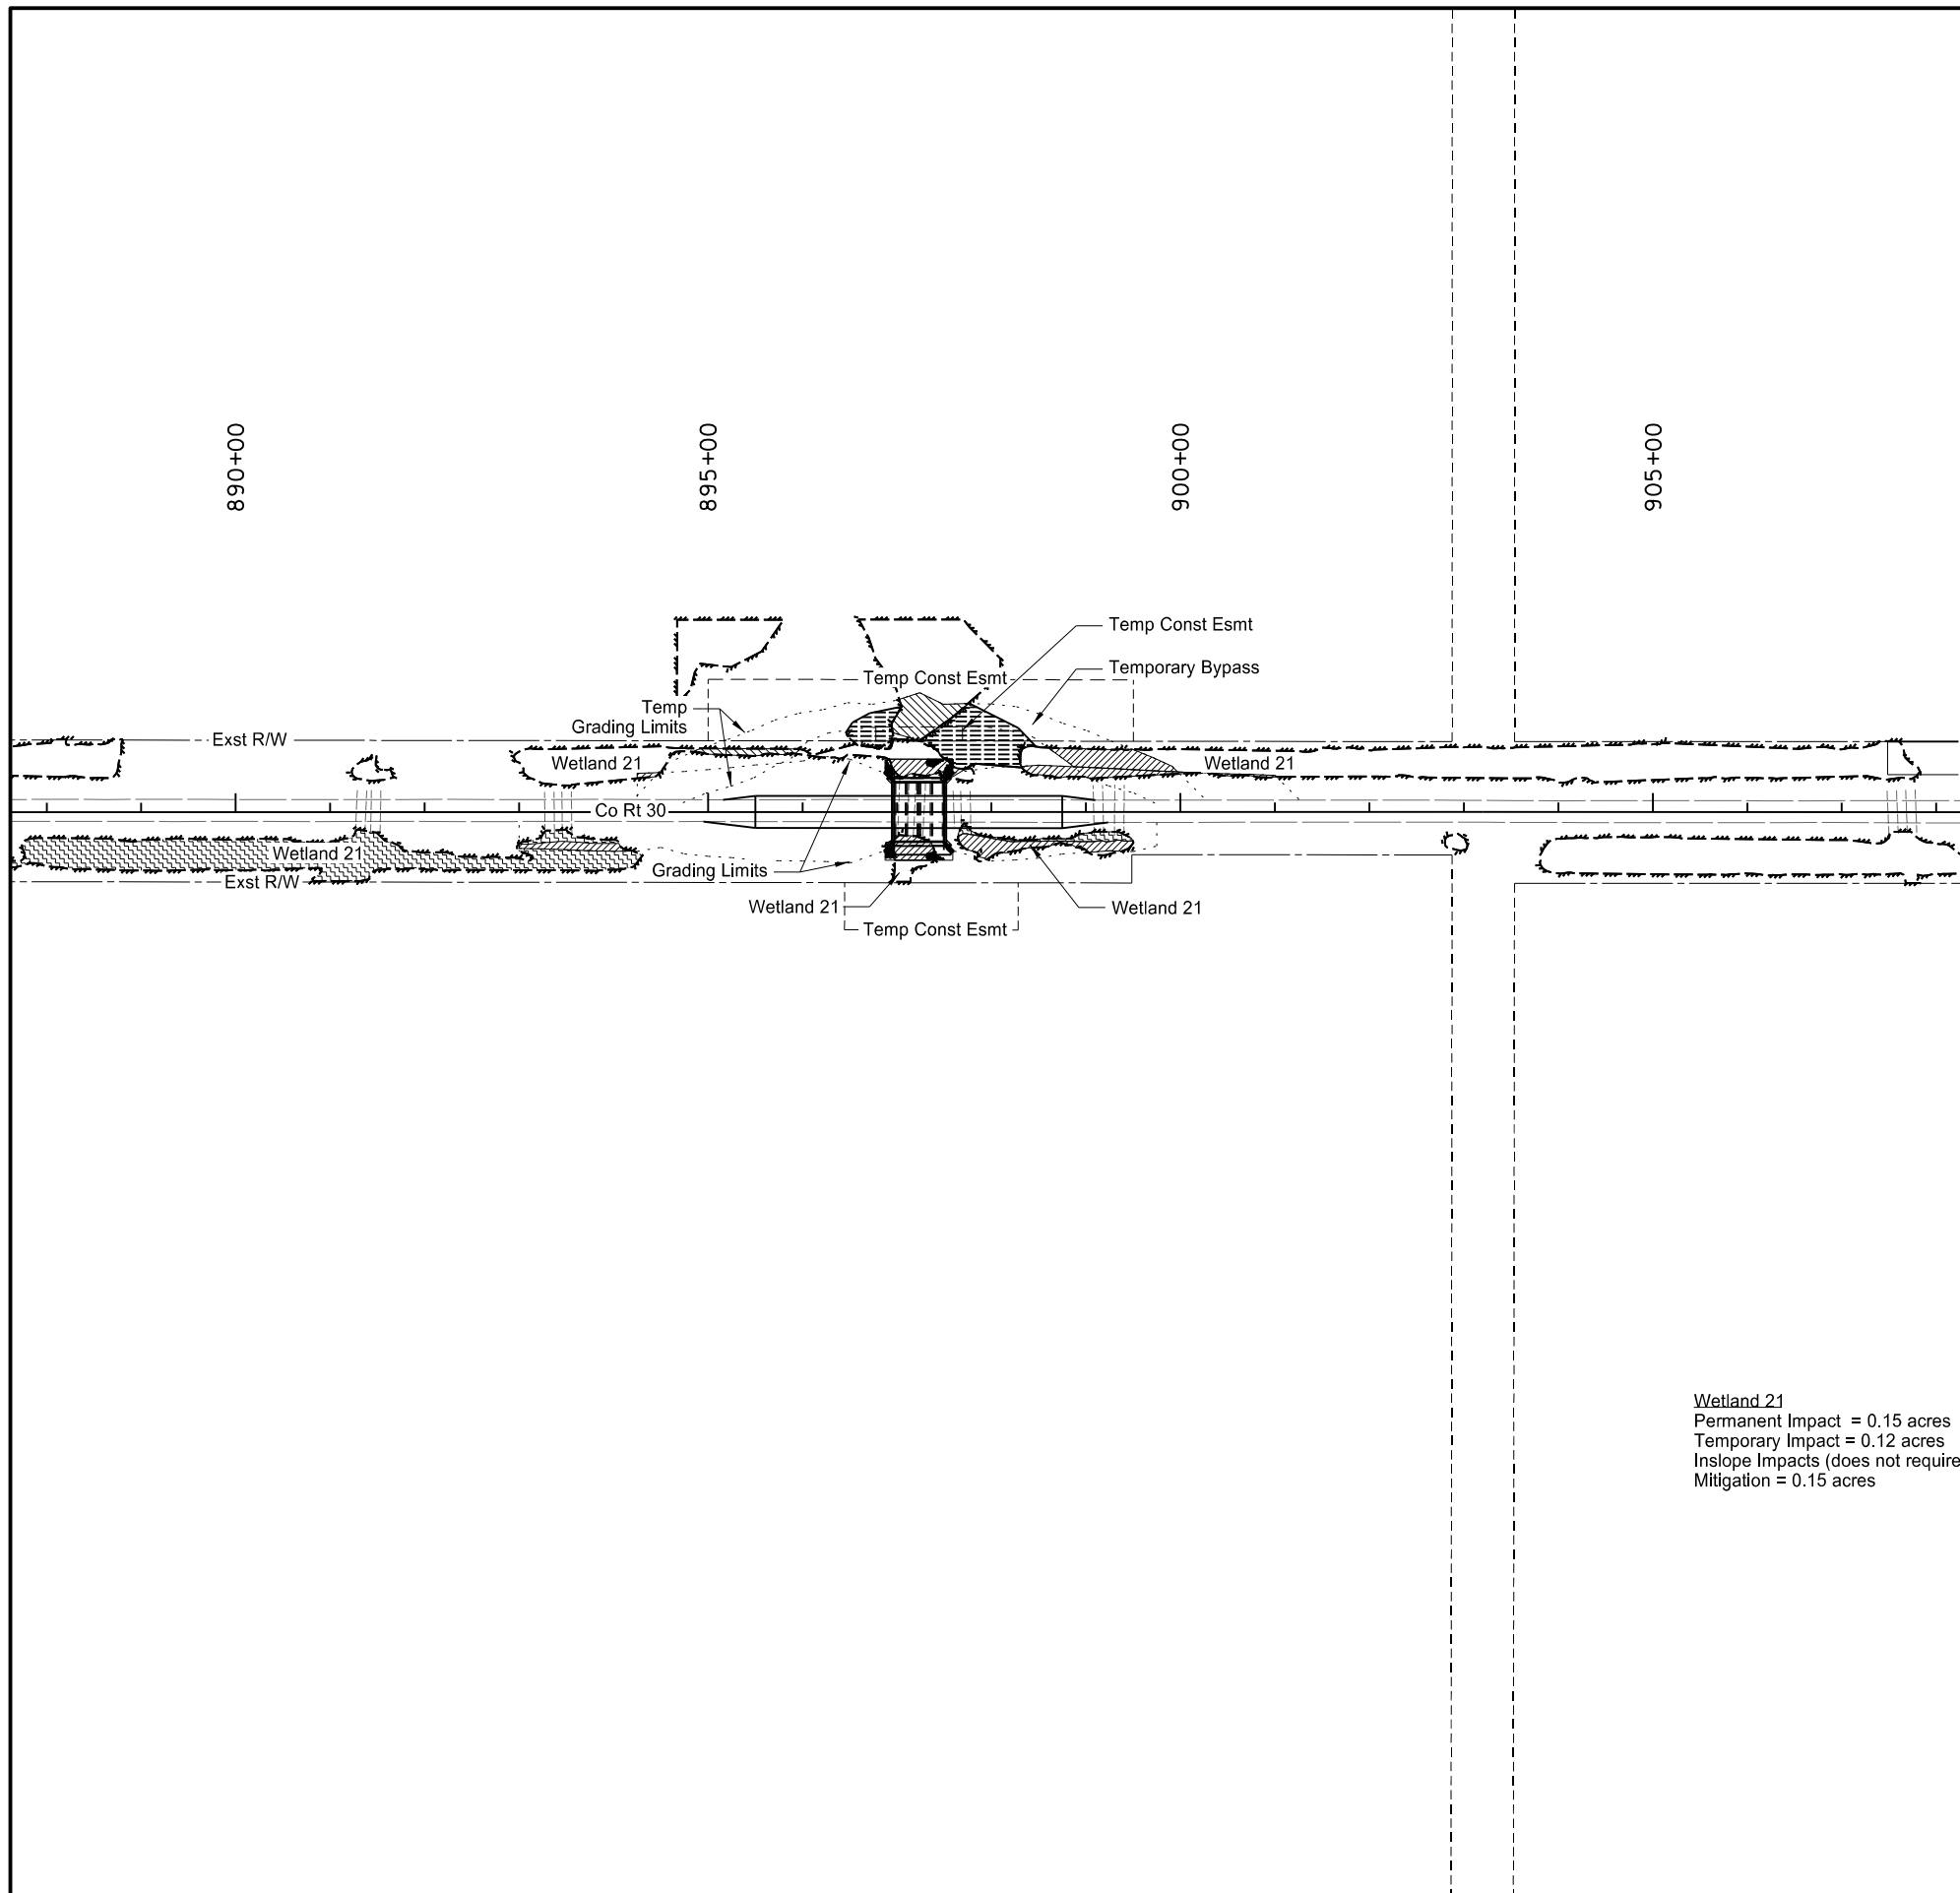 890+00
895+00
900+00
905+00
Temp Const Esmt
Temporary Bypass
Temp Const Esmt
Temp
Grading Limits
Exst R/W
Wetland 21
Wetland 21
Co Rt 30
Wetland 21
Grading Limits
Exst R/W
Wetland 21
Wetland 21
Temp Const Esmt
Wetland 21
Permanent Impact = 0.15 acres
Temporary Impact = 0.12 acres
Inslope Impacts (does not require
Mitigation = 0.15 acres